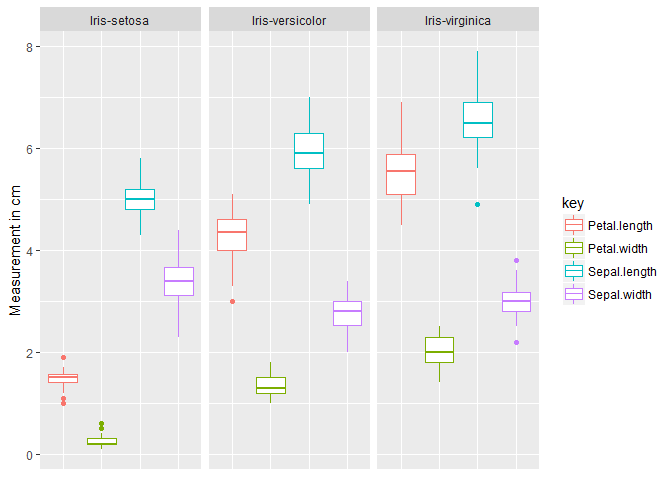 Iris-setosa
Iris-versicolor
Iris-virginica
8
6
4
2
0
Measurement in cm
key
Petal.length
Petal.width
Sepal.length
Sepal.width